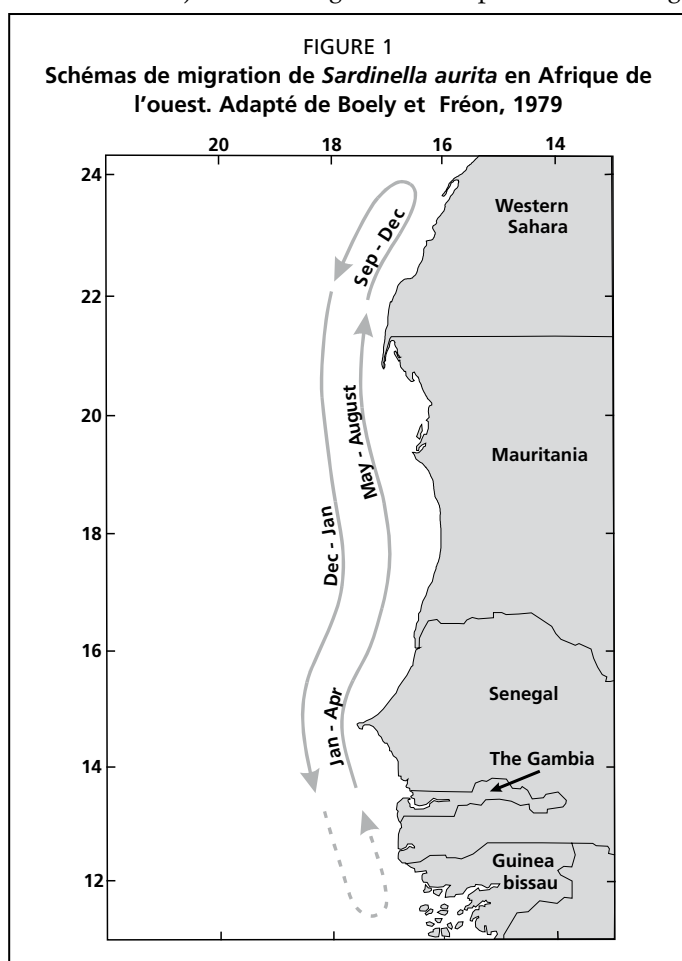 FIGURE 1
Schémas de migration de Sardinella aurita en Afrique de
l'ouest. Adapté de Boely et Fréon, 1979
20 18 16 14
24
22
20
18
16
14
12
Western
Sahara
Sep - Dec
Mauritania
May - August
Dec - Jan
Senegal
Jan - Apr
The Gambia
Guinea
bissau